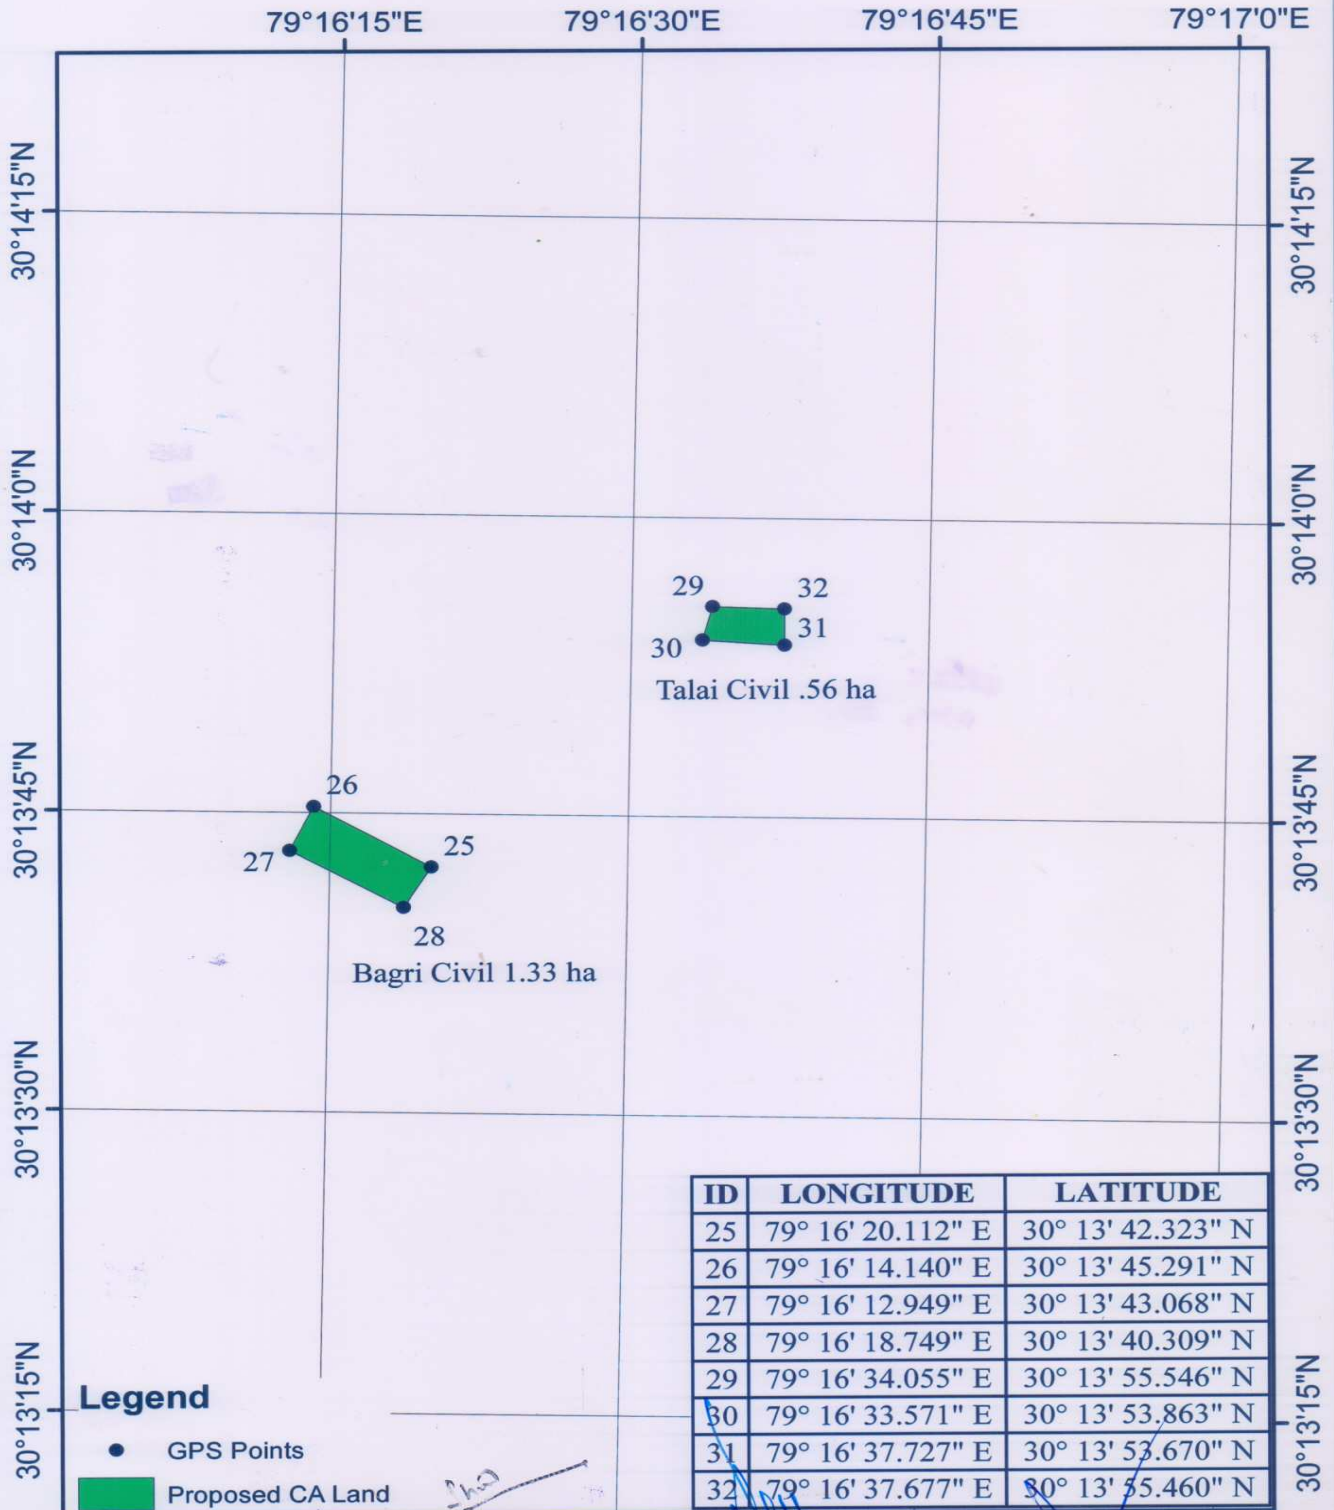 79°16'15"E 79°16'30"E 79°16'45"E 79°17'0"E
30°14'15"N 30°14'15"N
30°14'0"N 30°14'0"N
29 32
31
30
Talai Civil .56 ha
30°13'45"N 30°13'45"N
26
25
27
28
Bagri Civil 1.33 ha
30°13'30"N 30°13'30"N
ID LONGITUDE LATITUDE
25 79° 16' 20.112" E 30° 13' 42.323" N
26 79° 16' 14.140" E 30° 13' 45.291" N
27 79° 16' 12.949" E 30° 13' 43.068" N
28 79° 16' 18.749" E 30° 13' 40.309" N
29 79° 16' 34.055" E 30° 13' 55.546" N
30 79° 16' 33.571" E 30° 13' 53.863" N
31 79° 16' 37.727" E 30° 13' 53.670" N
32 79° 16' 37.677" E 30° 13' 55.460" N
30°13'15"N 30°13'15"N
Legend
GPS Points
Proposed CA Land